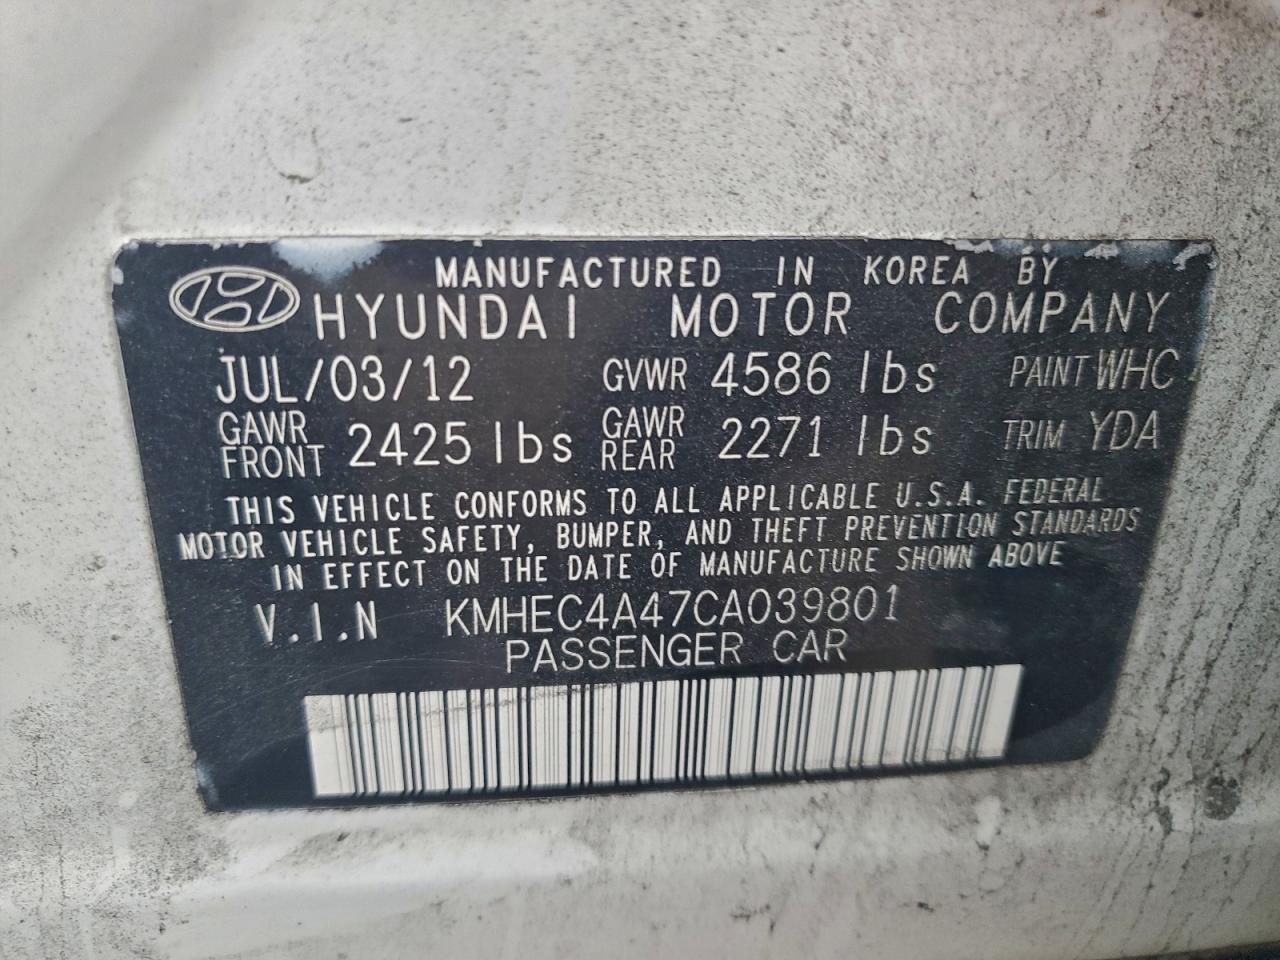 MANUFACTURED IN KOREA BY
HYUNDAI MOTOR COMPANY
JUL/03/12 GVWR 4586 lbs PAINT WHC
GAWR FRONT 2425 lbs GAWR REAR 2271 lbs TRIM YDA
THIS VEHICLE CONFORMS TO ALL APPLICABLE U.S.A. FEDERAL
MOTOR VEHICLE SAFETY, BUMPER, AND THEFT PREVENTION STANDARDS
IN EFFECT ON THE DATE OF MANUFACTURE SHOWN ABOVE
V.I.N KMHEC4A47CA039801
PASSENGER CAR